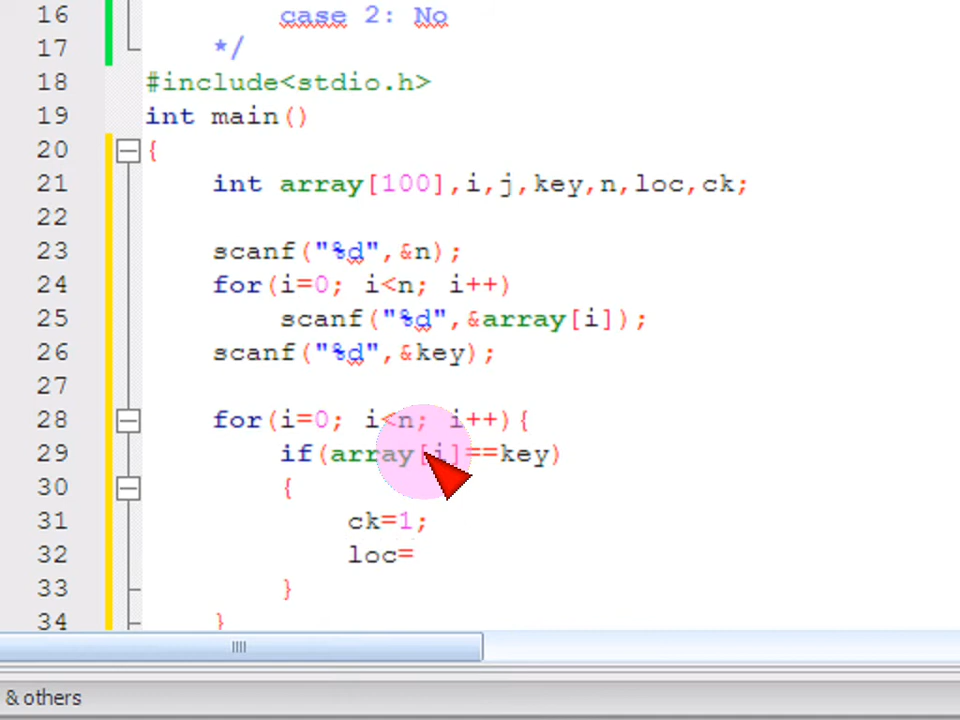 16 case 2: No
17 */
18 #include<stdio.h>
19 int main()
20 {
21 int array[100],i,j,key,n,loc,ck;
22
23 scanf("%d",&n);
24 for(i=0; i<n; i++)
25 scanf("%d",&array[i]);
26 scanf("%d",&key);
27
28 for(i=0; i<n; i++){
29 if(array[i]==key)
30 {
31 ck=1;
32 loc=
33 }
34 }
& others